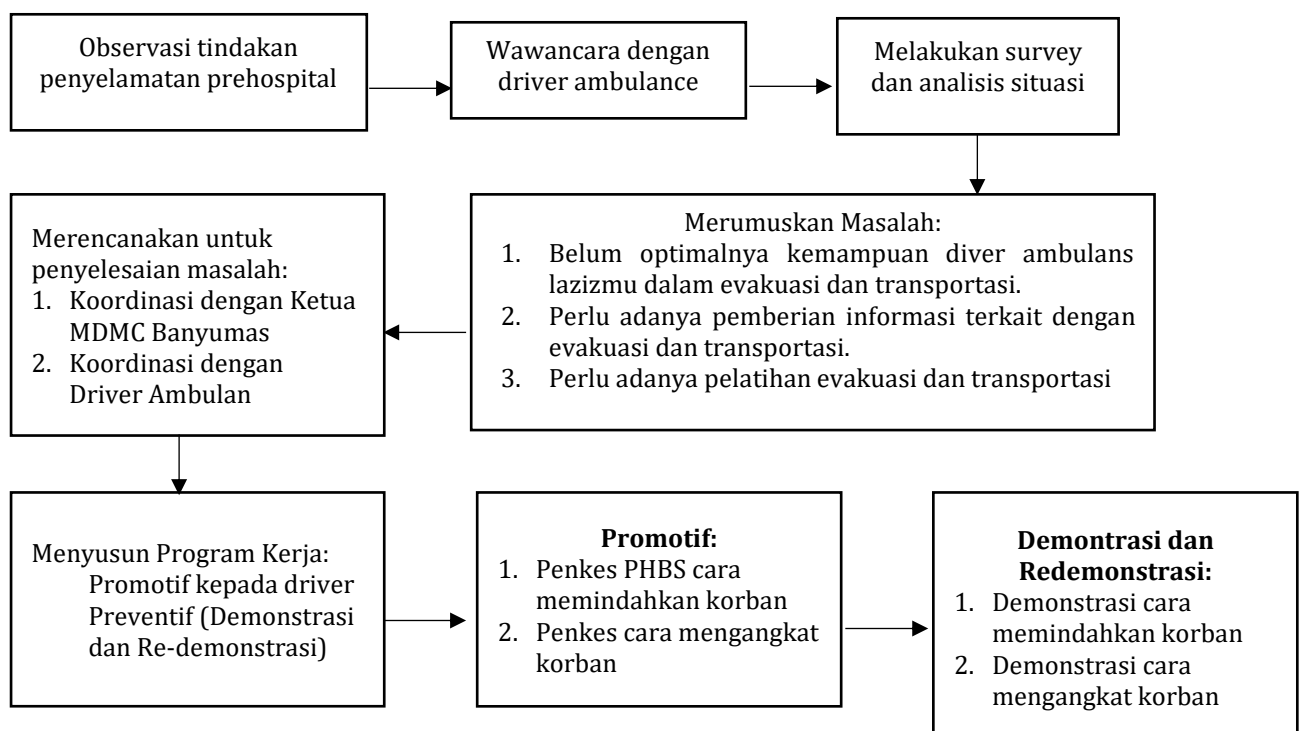 Observasi tindakan
penyelamatan prehospital
Wawancara dengan
driver ambulance
Melakukan survey
dan analisis situasi
Merumuskan Masalah:
1. Belum optimalnya kemampuan diver ambulans
lazizmu dalam evakuasi dan transportasi.
2. Perlu adanya pemberian informasi terkait dengan
evakuasi dan transportasi.
3. Perlu adanya pelatihan evakuasi dan transportasi
Merencanakan untuk
penyelesaian masalah:
1. Koordinasi dengan Ketua
MDMC Banyumas
2. Koordinasi dengan
Driver Ambulan
Menyusun Program Kerja:
Promotif kepada driver
Preventif (Demonstrasi
dan Re-demonstrasi)
Promotif:
1. Penkes PHBS cara
memindahkan korban
2. Penkes cara mengangkat
korban
Demontrasi dan
Redemonstrasi:
1. Demonstrasi cara
memindahkan korban
2. Demonstrasi cara
mengangkat korban